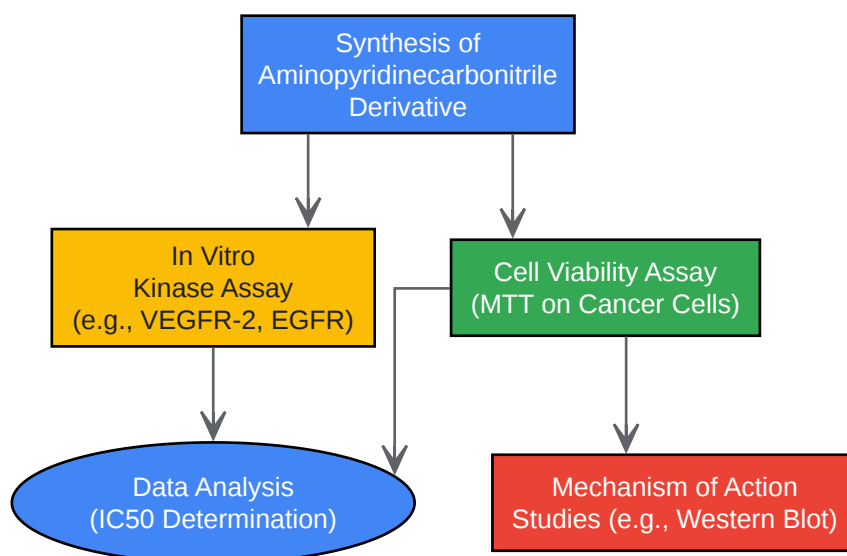 Synthesis of
Aminopyridinecarbonitrile
Derivative
In Vitro
Kinase Assay
(e.g., VEGFR-2, EGFR)
Cell Viability Assay
(MTT on Cancer Cells)
Data Analysis
(IC50 Determination)
Mechanism of Action
Studies (e.g., Western Blot)